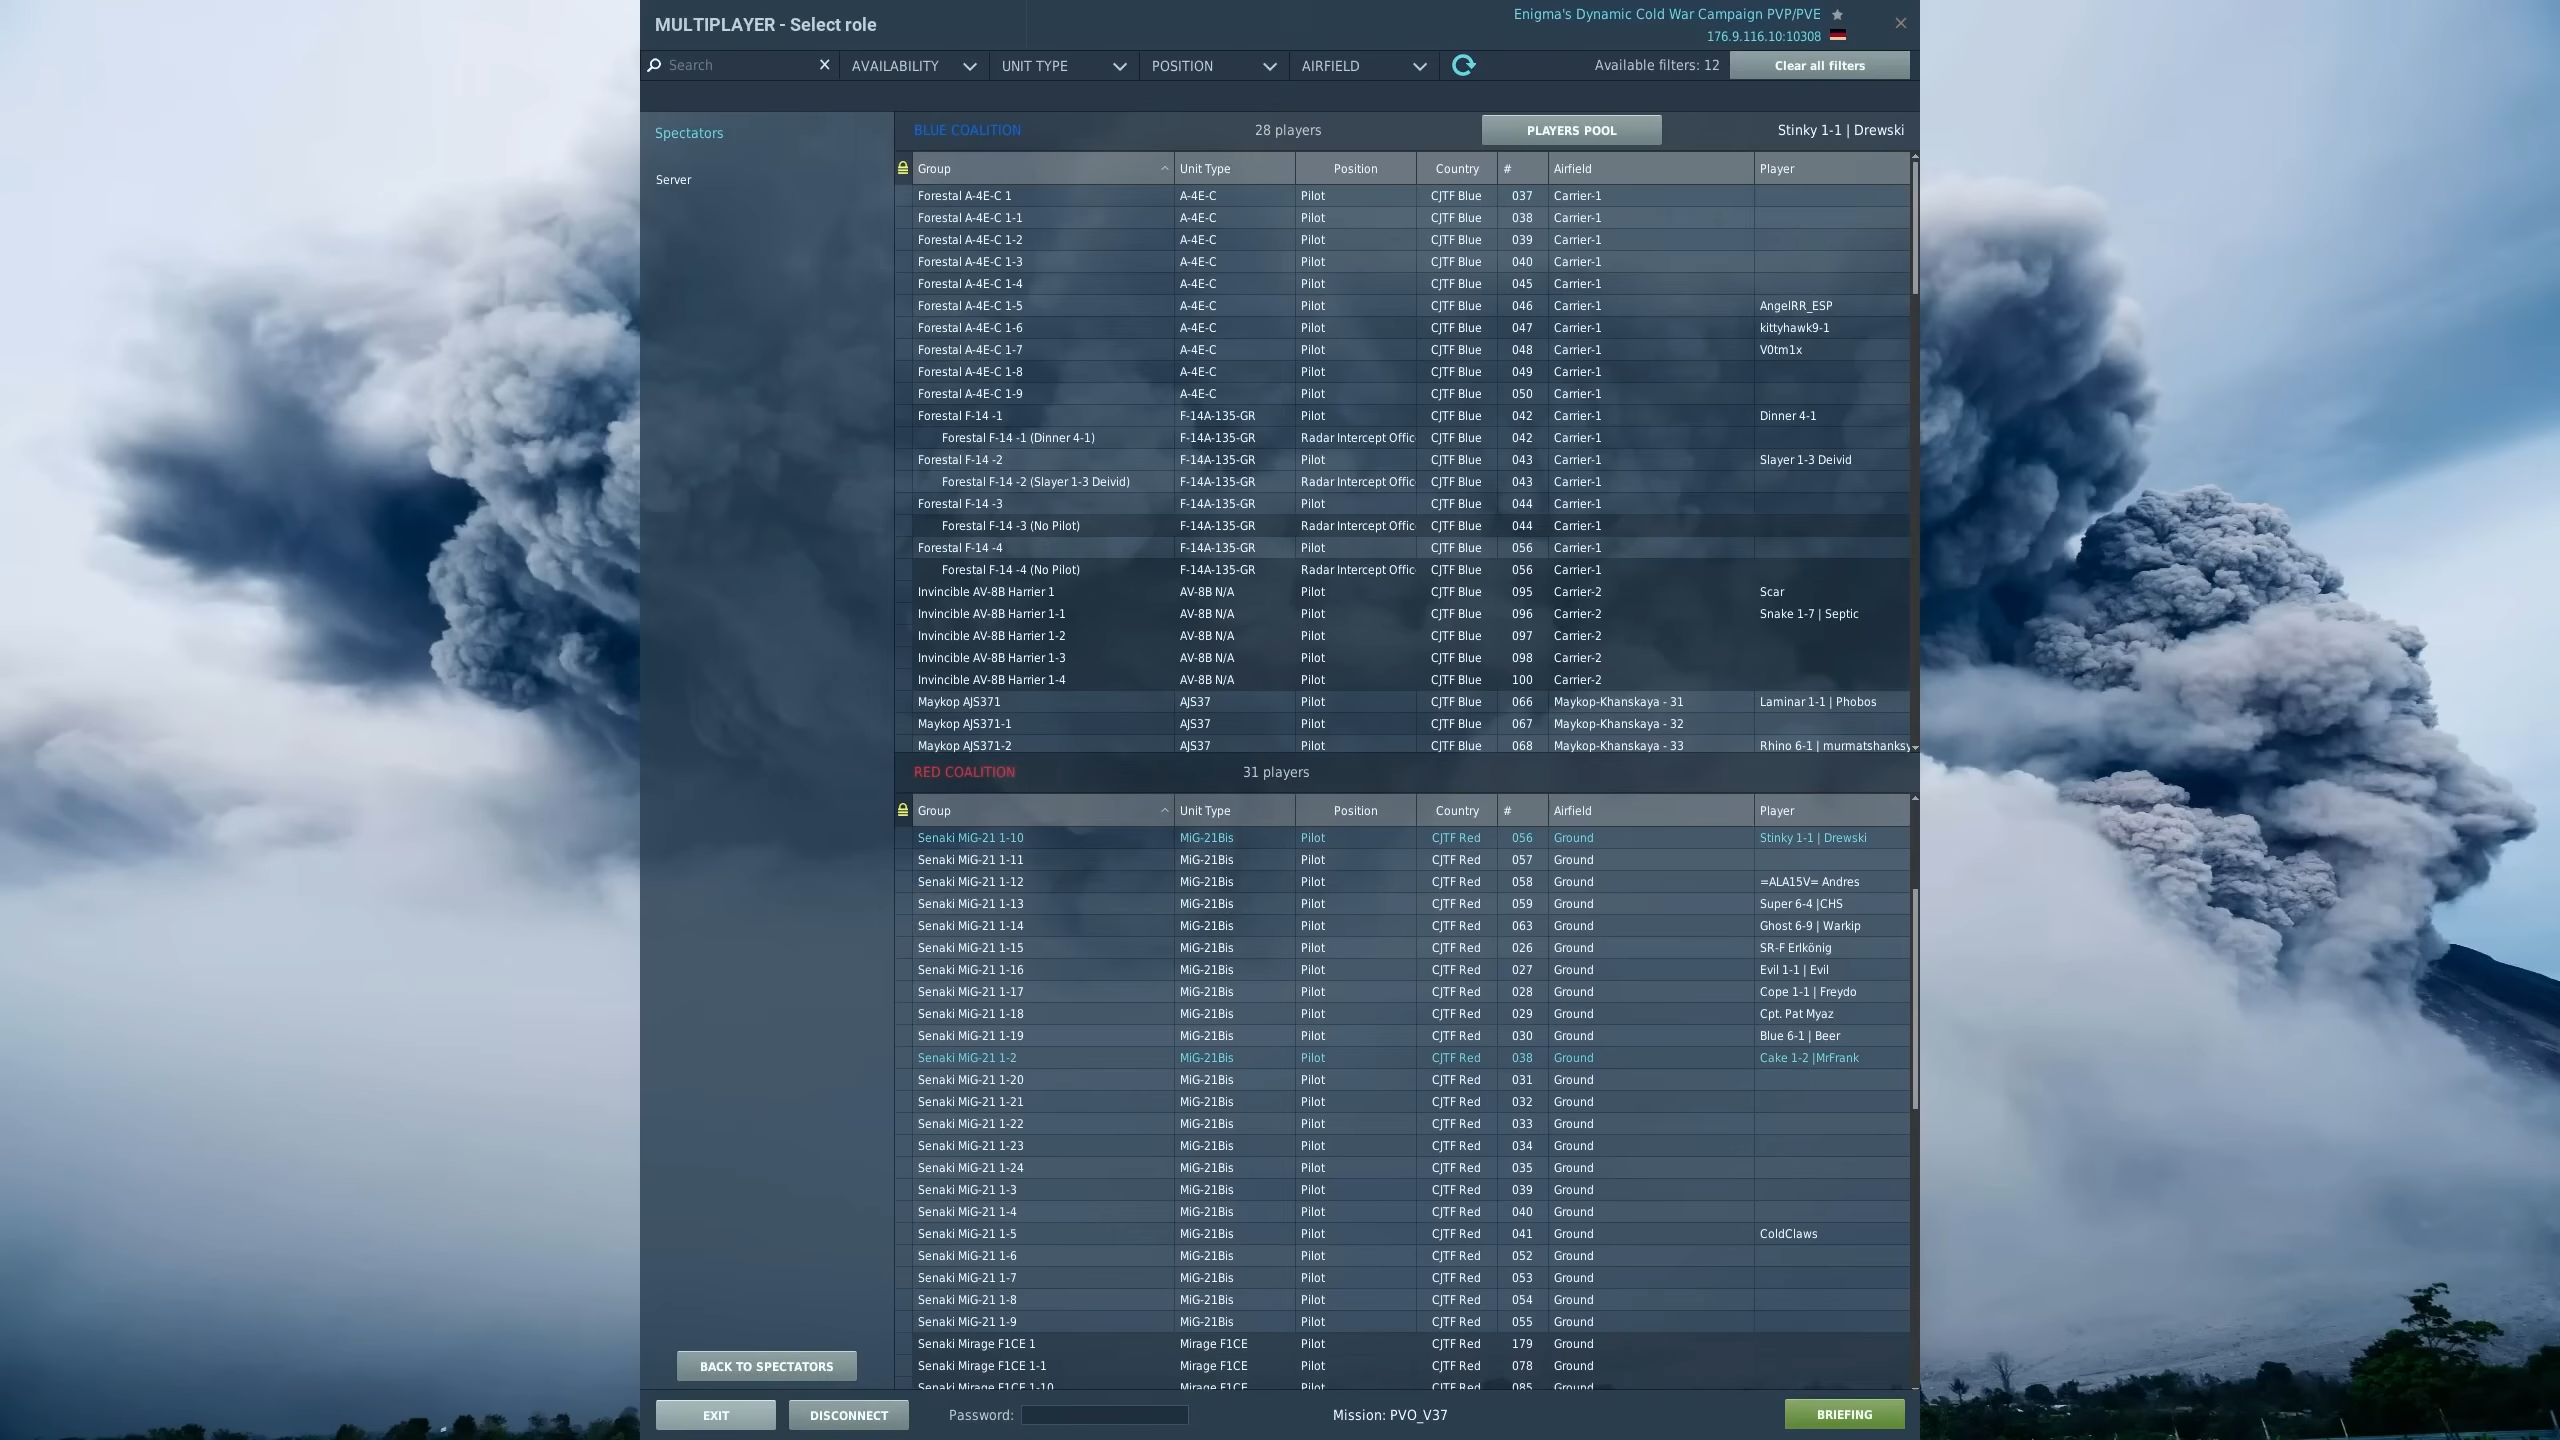 MULTIPLAYER - Select role
Enigma's Dynamic Cold War Campaign PVP/PVE
176.9.116.10:10308
Search AVAILABILITY UNIT TYPE POSITION AIRFIELD Available filters: 12 Clear all filters
Spectators
Server
BLUE COALITION 28 players PLAYERS POOL Stinky 1-1 | Drewski
Group Unit Type Position Country # Airfield Player
Forestal A-4E-C 1 A-4E-C Pilot CJTF Blue 037 Carrier-1
Forestal A-4E-C 1-1 A-4E-C Pilot CJTF Blue 038 Carrier-1
Forestal A-4E-C 1-2 A-4E-C Pilot CJTF Blue 039 Carrier-1
Forestal A-4E-C 1-3 A-4E-C Pilot CJTF Blue 040 Carrier-1
Forestal A-4E-C 1-4 A-4E-C Pilot CJTF Blue 045 Carrier-1
Forestal A-4E-C 1-5 A-4E-C Pilot CJTF Blue 046 Carrier-1 AngelRR_ESP
Forestal A-4E-C 1-6 A-4E-C Pilot CJTF Blue 047 Carrier-1 kittyhawk9-1
Forestal A-4E-C 1-7 A-4E-C Pilot CJTF Blue 048 Carrier-1 V0tm1x
Forestal A-4E-C 1-8 A-4E-C Pilot CJTF Blue 049 Carrier-1
Forestal A-4E-C 1-9 A-4E-C Pilot CJTF Blue 050 Carrier-1
Forestal F-14 -1 F-14A-135-GR Pilot CJTF Blue 042 Carrier-1 Dinner 4-1
Forestal F-14 -1 (Dinner 4-1) F-14A-135-GR Radar Intercept Offic CJTF Blue 042 Carrier-1
Forestal F-14 -2 F-14A-135-GR Pilot CJTF Blue 043 Carrier-1 Slayer 1-3 Deivid
Forestal F-14 -2 (Slayer 1-3 Deivid) F-14A-135-GR Radar Intercept Offic CJTF Blue 043 Carrier-1
Forestal F-14 -3 F-14A-135-GR Pilot CJTF Blue 044 Carrier-1
Forestal F-14 -3 (No Pilot) F-14A-135-GR Radar Intercept Offic CJTF Blue 044 Carrier-1
Forestal F-14 -4 F-14A-135-GR Pilot CJTF Blue 056 Carrier-1
Forestal F-14 -4 (No Pilot) F-14A-135-GR Radar Intercept Offic CJTF Blue 056 Carrier-1
Invincible AV-8B Harrier 1 AV-8B N/A Pilot CJTF Blue 095 Carrier-2 Scar
Invincible AV-8B Harrier 1-1 AV-8B N/A Pilot CJTF Blue 096 Carrier-2 Snake 1-7 | Septic
Invincible AV-8B Harrier 1-2 AV-8B N/A Pilot CJTF Blue 097 Carrier-2
Invincible AV-8B Harrier 1-3 AV-8B N/A Pilot CJTF Blue 098 Carrier-2
Invincible AV-8B Harrier 1-4 AV-8B N/A Pilot CJTF Blue 100 Carrier-2
Maykop AJS371 AJS37 Pilot CJTF Blue 066 Maykop-Khanskaya - 31 Laminar 1-1 | Phobos
Maykop AJS371-1 AJS37 Pilot CJTF Blue 067 Maykop-Khanskaya - 32
Maykop AJS371-2 AJS37 Pilot CJTF Blue 068 Maykop-Khanskaya - 33 Rhino 6-1 | murmatshanksy
RED COALITION 31 players
Group Unit Type Position Country # Airfield Player
Senaki MiG-21 1-10 MiG-21Bis Pilot CJTF Red 056 Ground Stinky 1-1 | Drewski
Senaki MiG-21 1-11 MiG-21Bis Pilot CJTF Red 057 Ground
Senaki MiG-21 1-12 MiG-21Bis Pilot CJTF Red 058 Ground =ALA15V= Andres
Senaki MiG-21 1-13 MiG-21Bis Pilot CJTF Red 059 Ground Super 6-4 |CHS
Senaki MiG-21 1-14 MiG-21Bis Pilot CJTF Red 063 Ground Ghost 6-9 | Warkip
Senaki MiG-21 1-15 MiG-21Bis Pilot CJTF Red 026 Ground SR-F Erlkönig
Senaki MiG-21 1-16 MiG-21Bis Pilot CJTF Red 027 Ground Evil 1-1 | Evil
Senaki MiG-21 1-17 MiG-21Bis Pilot CJTF Red 028 Ground Cope 1-1 | Freydo
Senaki MiG-21 1-18 MiG-21Bis Pilot CJTF Red 029 Ground Cpt. Pat Myaz
Senaki MiG-21 1-19 MiG-21Bis Pilot CJTF Red 030 Ground Blue 6-1 | Beer
Senaki MiG-21 1-2 MiG-21Bis Pilot CJTF Red 038 Ground Cake 1-2 |MrFrank
Senaki MiG-21 1-20 MiG-21Bis Pilot CJTF Red 031 Ground
Senaki MiG-21 1-21 MiG-21Bis Pilot CJTF Red 032 Ground
Senaki MiG-21 1-22 MiG-21Bis Pilot CJTF Red 033 Ground
Senaki MiG-21 1-23 MiG-21Bis Pilot CJTF Red 034 Ground
Senaki MiG-21 1-24 MiG-21Bis Pilot CJTF Red 035 Ground
Senaki MiG-21 1-3 MiG-21Bis Pilot CJTF Red 039 Ground
Senaki MiG-21 1-4 MiG-21Bis Pilot CJTF Red 040 Ground
Senaki MiG-21 1-5 MiG-21Bis Pilot CJTF Red 041 Ground ColdClaws
Senaki MiG-21 1-6 MiG-21Bis Pilot CJTF Red 052 Ground
Senaki MiG-21 1-7 MiG-21Bis Pilot CJTF Red 053 Ground
Senaki MiG-21 1-8 MiG-21Bis Pilot CJTF Red 054 Ground
Senaki MiG-21 1-9 MiG-21Bis Pilot CJTF Red 055 Ground
Senaki Mirage F1CE 1 Mirage F1CE Pilot CJTF Red 179 Ground
Senaki Mirage F1CE 1-1 Mirage F1CE Pilot CJTF Red 078 Ground
Senaki Mirage F1CE 1-10 Mirage F1CE Pilot CJTF Red 085 Ground
BACK TO SPECTATORS
EXIT DISCONNECT Password: Mission: PVO_V37 BRIEFING